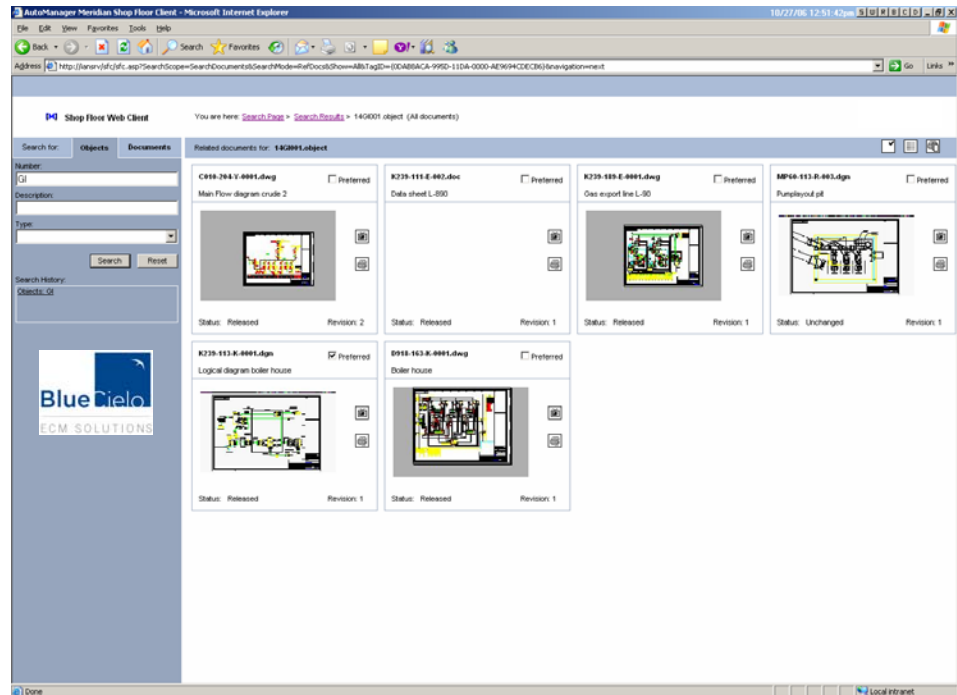 AutoManager Meridian Shop Floor Client - Microsoft Internet Explorer
10/27/06 12:51:42pm
File Edit View Favorites Tools Help
Back Search Favorites
Address http://lansrv/sfc/sfc.asp?SearchScope=SearchDocuments&SearchMode=RefDocs&Show=All&TagID={0DAB8ACA-995D-11DA-0000-AE9694CDECB6}&navigation=next Go Links
Shop Floor Web Client
You are here: Search Page > Search Results > 14GI001.object (All documents)
Search for: Objects Documents
Related documents for: 14GI001.object
Number:
GI
Description:
Type:
Search Reset
Search History:
Objects: GI
BlueCielo
ECM SOLUTIONS
C010-204-Y-0001.dwg Preferred
Main Flow diagram crude 2
Status: Released Revision: 2
K239-111-E-002.doc Preferred
Data sheet L-890
Status: Released Revision: 1
K239-189-E-0001.dwg Preferred
Gas export line L-90
Status: Released Revision: 1
MP60-113-R-003.dgn Preferred
Pumplayout pit
Status: Unchanged Revision: 1
K239-113-K-0001.dgn Preferred
Logical diagram boiler house
Status: Released Revision: 1
D918-163-K-0001.dwg Preferred
Boiler house
Status: Released Revision: 1
Done
Local intranet